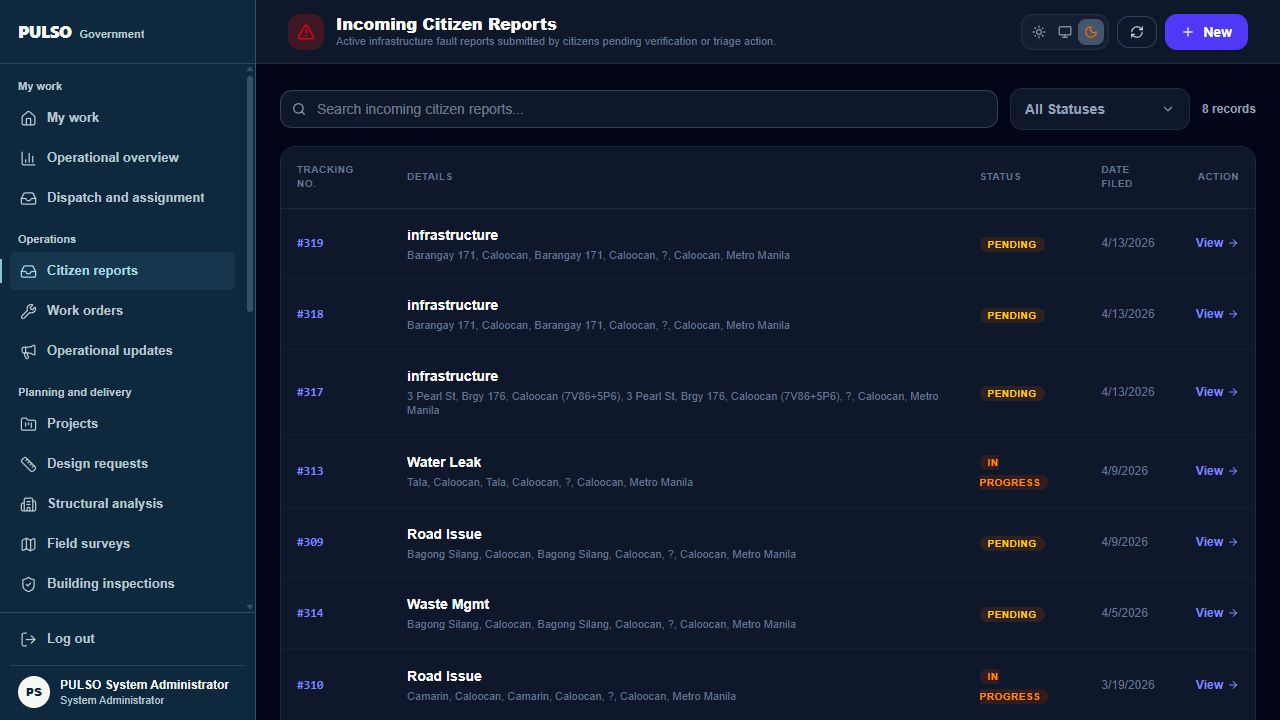 PULSO Government
My work
My work
Operational overview
Dispatch and assignment
Operations
Citizen reports
Work orders
Operational updates
Planning and delivery
Projects
Design requests
Structural analysis
Field surveys
Building inspections
Log out
PS
PULSO System Administrator
System Administrator
Incoming Citizen Reports
Active infrastructure fault reports submitted by citizens pending verification or triage action.
New
Search incoming citizen reports...
All Statuses
8 records
TRACKING NO.
DETAILS
STATUS
DATE FILED
ACTION
#319
infrastructure
Barangay 171, Caloocan, Barangay 171, Caloocan, ?, Caloocan, Metro Manila
PENDING
4/13/2026
View →
#318
infrastructure
Barangay 171, Caloocan, Barangay 171, Caloocan, ?, Caloocan, Metro Manila
PENDING
4/13/2026
View →
#317
infrastructure
3 Pearl St, Brgy 176, Caloocan (7V86+5P6), 3 Pearl St, Brgy 176, Caloocan (7V86+5P6), ?, Caloocan, Metro
Manila
PENDING
4/13/2026
View →
#313
Water Leak
Tala, Caloocan, Tala, Caloocan, ?, Caloocan, Metro Manila
IN
PROGRESS
4/9/2026
View →
#309
Road Issue
Bagong Silang, Caloocan, Bagong Silang, Caloocan, ?, Caloocan, Metro Manila
PENDING
4/9/2026
View →
#314
Waste Mgmt
Bagong Silang, Caloocan, Bagong Silang, Caloocan, ?, Caloocan, Metro Manila
PENDING
4/5/2026
View →
#310
Road Issue
Camarin, Caloocan, Camarin, Caloocan, ?, Caloocan, Metro Manila
IN
PROGRESS
3/19/2026
View →